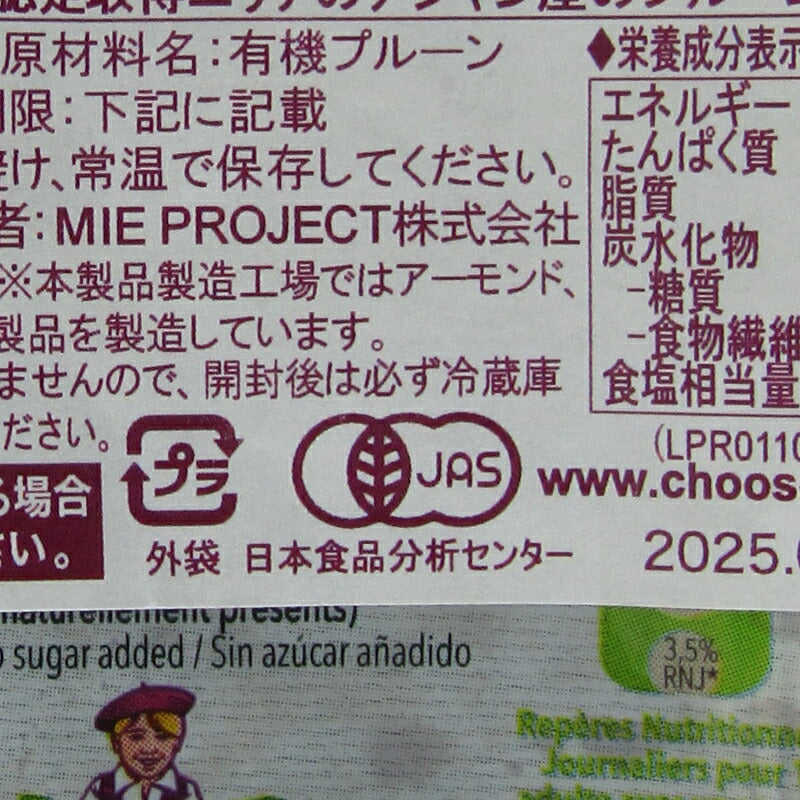 原材料名：有機プルーン
限：下記に記載
け、常温で保存してください。
者：MIE PROJECT株式会社
※本製品製造工場ではアーモンド、
製品を製造しています。
ませんので、開封後は必ず冷蔵庫
ださい。
場合
さい。
プラ
外袋
JAS
日本食品分析センター
◆栄養成分表示
エネルギー
たんぱく質
脂質
炭水化物
-糖質
-食物繊維
食塩相当量
(LPR0110
www.choos
2025.
naturellement présents)
sugar added / Sin azúcar añadido
3,5%
RNJ*
Repères Nutritionne
Journaliers pour